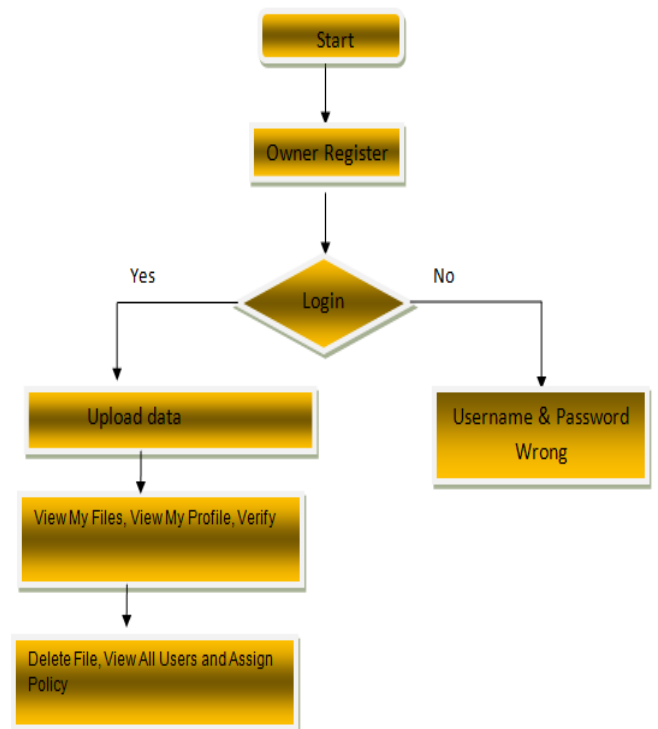 Start
Owner Register
Yes
No
Login
Upload data
Username & Password
Wrong
View My Files, View My Profile, Verify
Delete File, View All Users and Assign
Policy